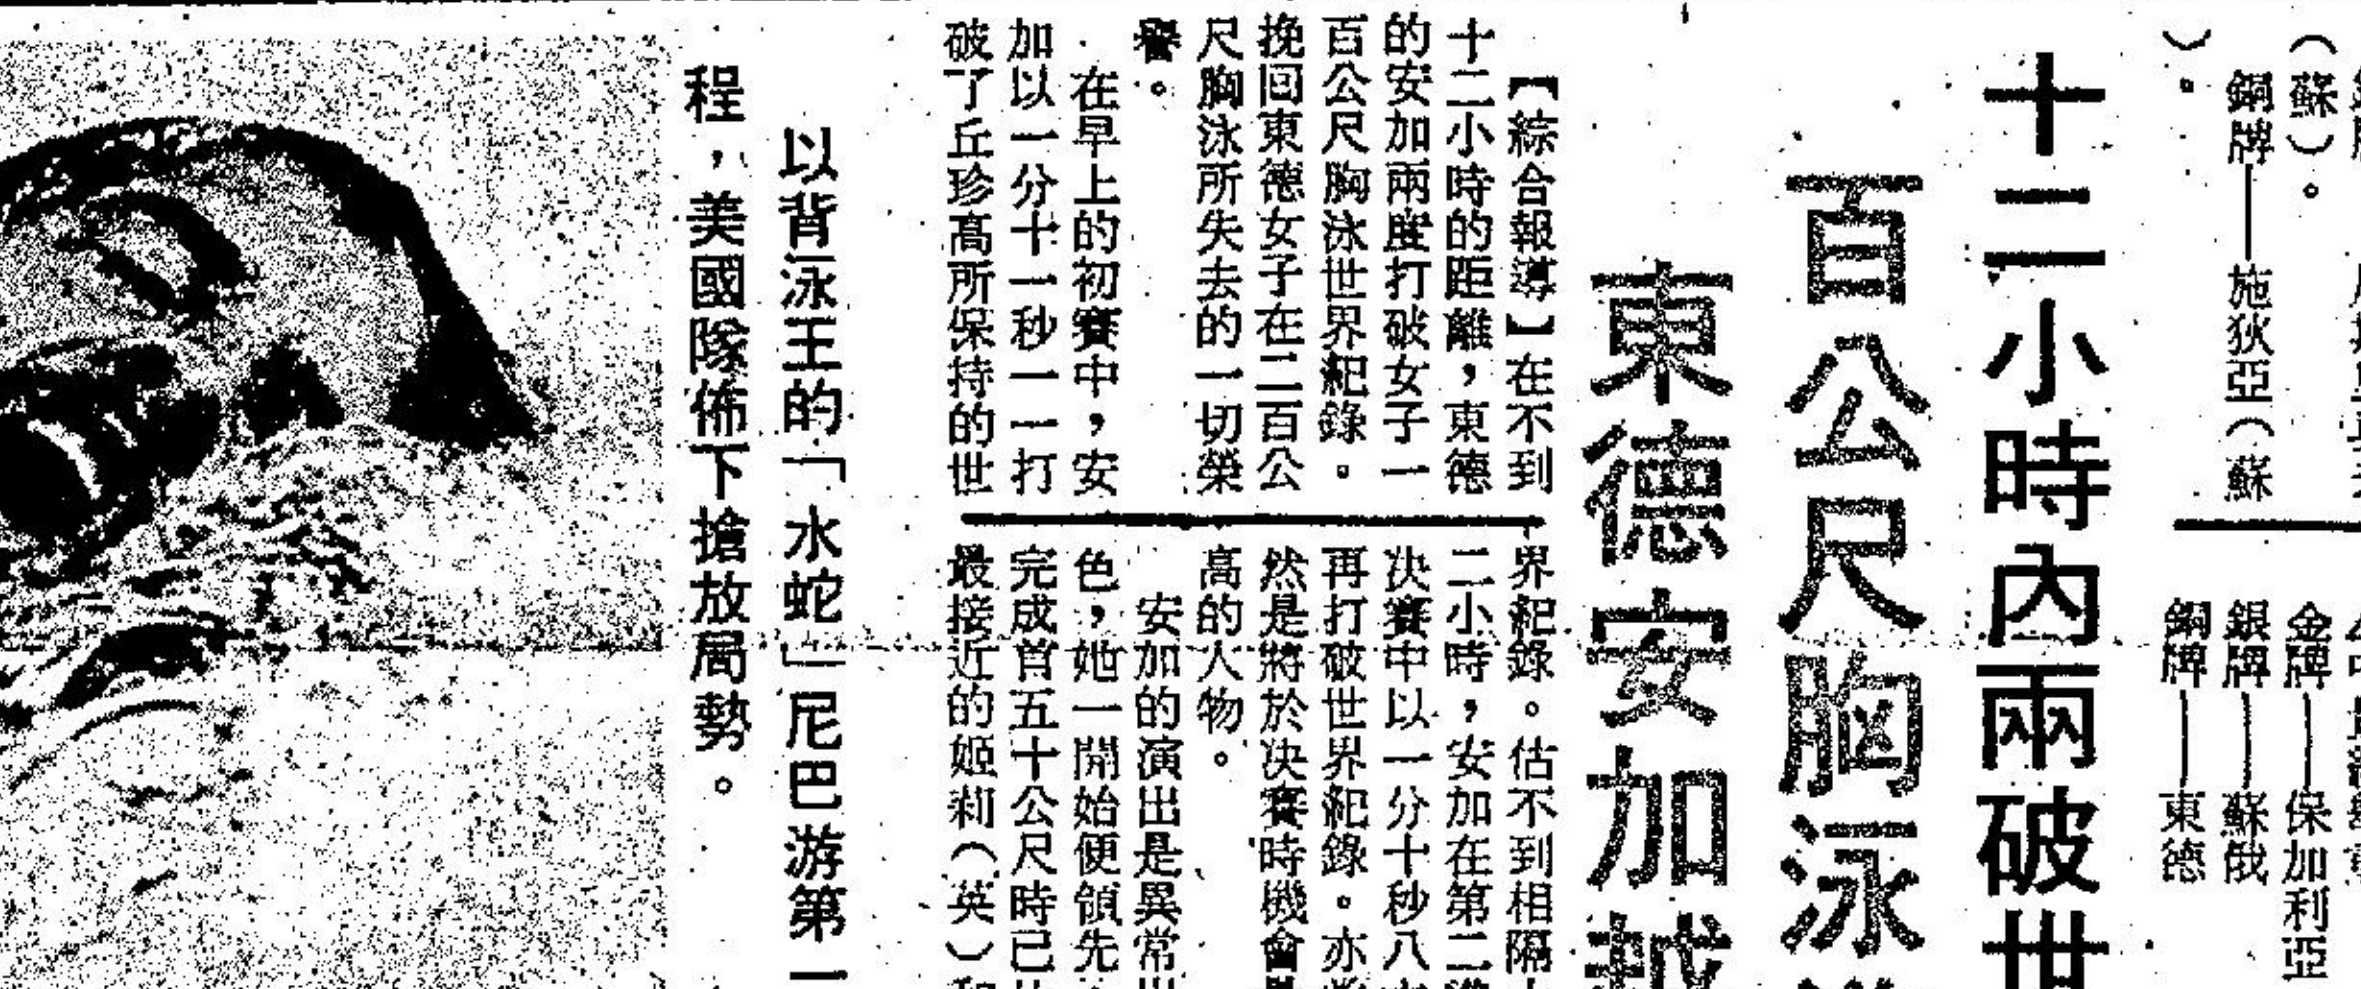 （蘇）。
銅牌——施狄亞（蘇
）。
金牌——保加利亞
銀牌——蘇俄
銅牌——東德
十二小時內兩破世
百公尺胸泳
東德安加越
【綜合報導】在不到
十二小時的距離，東德
的安加兩度打破女子一
百公尺胸泳世界紀錄。
挽回東德女子在二百公
尺胸泳所失去的一切榮
譽。
在早上的初賽中，安
加以一分十一秒一一打
破了丘珍高所保持的世
界紀錄。估不到相隔
二小時，安加在第二
決賽中以一分十秒八
再打破世界紀錄。亦
然是將於決賽時機會
高的人物。
安加的演出是異常
色，她一開始便領先
完成首五十公尺時已
最接近的姬莉（英）和
以背泳王的「水蛇」尼巴游第一
程，美國隊佈下搶放局勢。